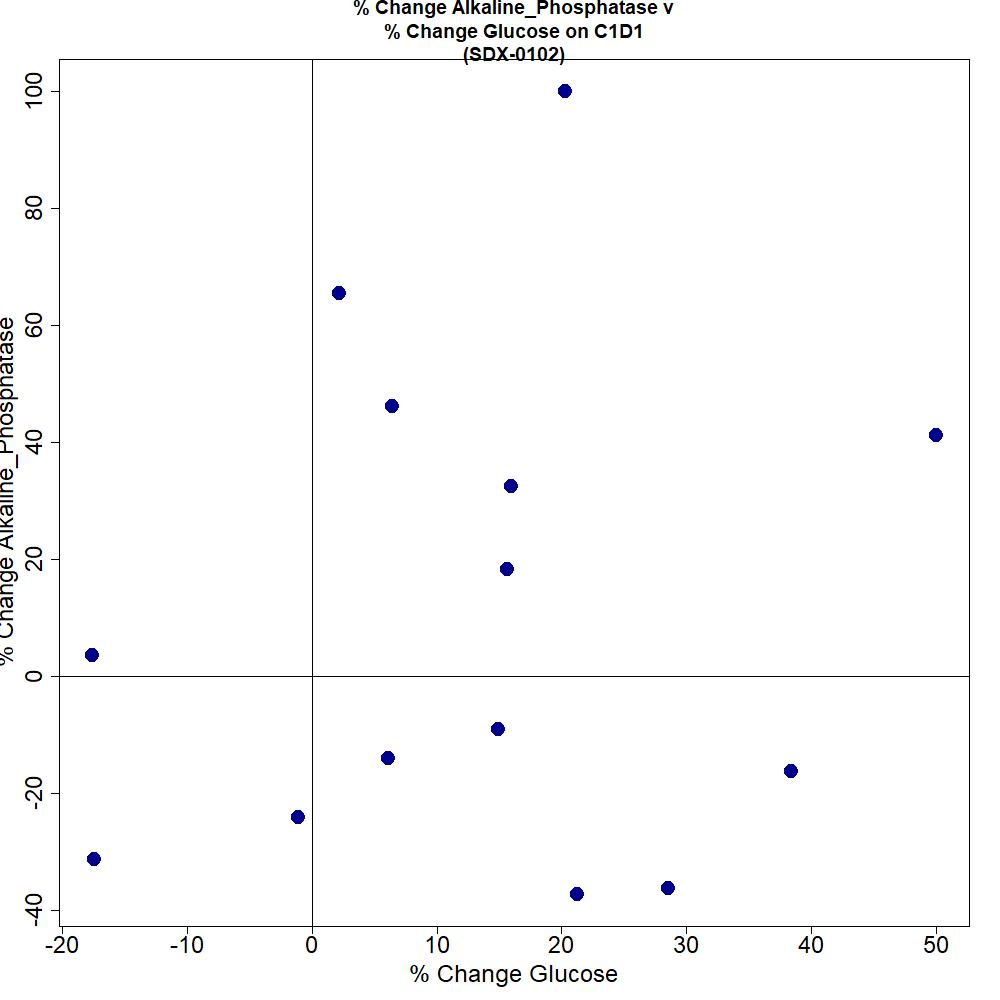 % Change Alkaline_Phosphatase v
% Change Glucose on C1D1
(SDX-0102)
% Change Alkaline_Phosphatase
100
80
60
40
20
0
-20
-40
-20 -10 0 10 20 30 40 50
% Change Glucose